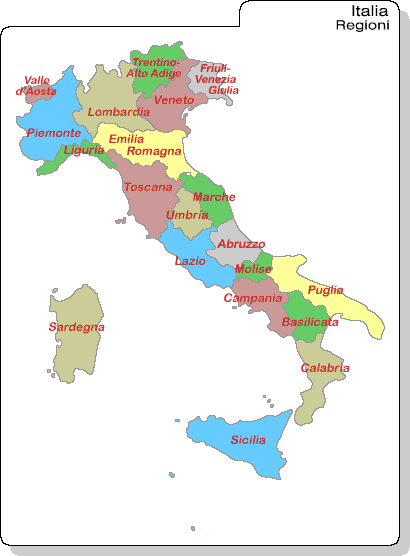 Italia
Regioni
Trentino-
Alto Adige
Friuli-
Venezia
Giulia
Valle
d'Aosta
Veneto
Lombardia
Piemonte
Emilia
Romagna
Liguria
Toscana
Marche
Umbria
Abruzzo
Lazio
Molise
Puglia
Campania
Basilicata
Sardegna
Calabria
Sicilia